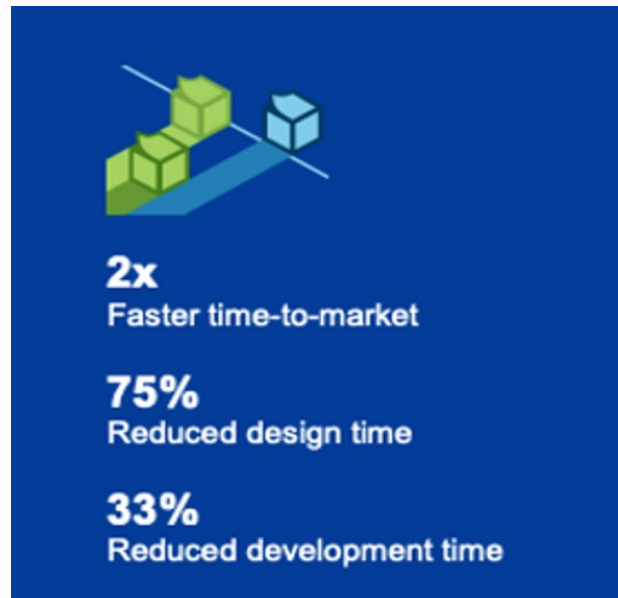 2x
Faster time-to-market
75%
Reduced design time
33%
Reduced development time